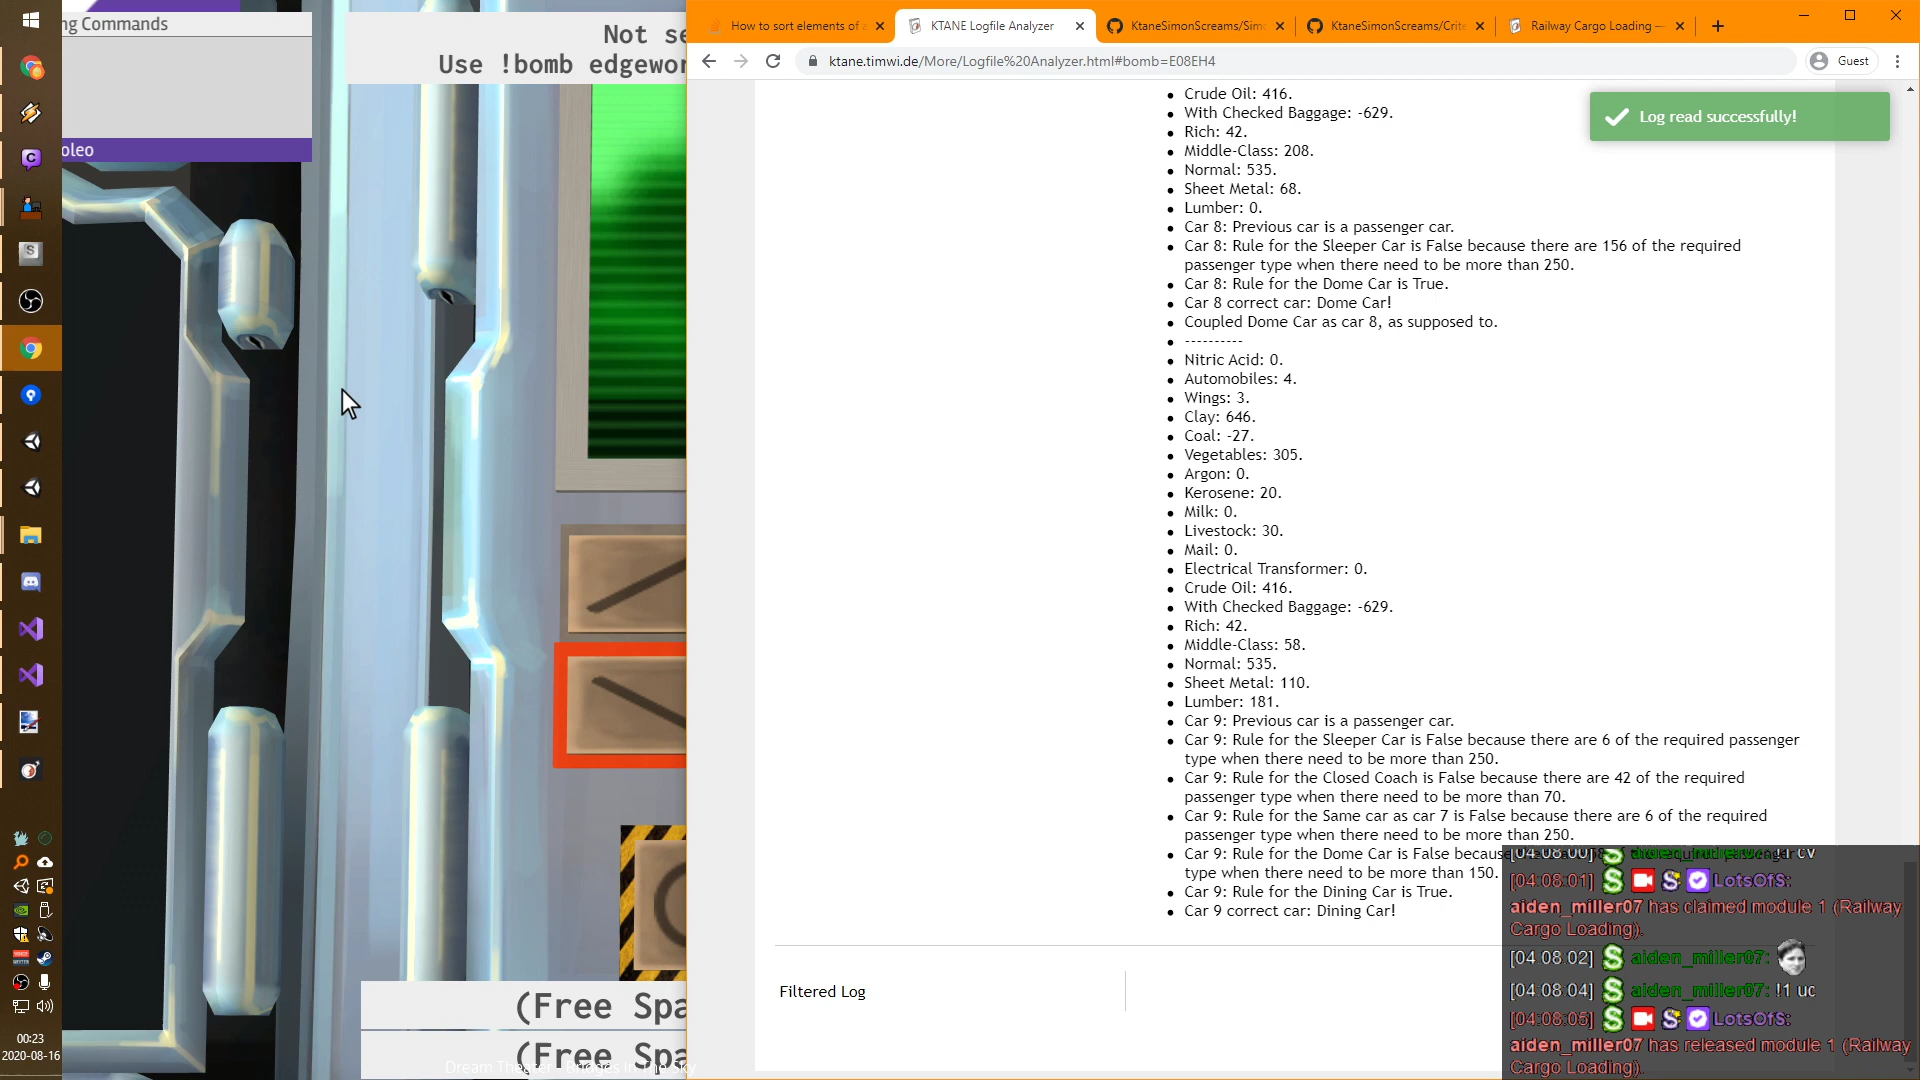 ng Commands
oleo
Not se
Use !bomb edgewor
(Free Spa
(Free Spa
00:23
2020-08-16
How to sort elements of a
KTANE Logfile Analyzer
KtaneSimonScreams/Sim
KtaneSimonScreams/Crite
Railway Cargo Loading —
ktane.timwi.de/More/Logfile%20Analyzer.html#bomb=E08EH4
Guest
Log read successfully!
Crude Oil: 416.
With Checked Baggage: -629.
Rich: 42.
Middle-Class: 208.
Normal: 535.
Sheet Metal: 68.
Lumber: 0.
Car 8: Previous car is a passenger car.
Car 8: Rule for the Sleeper Car is False because there are 156 of the required
passenger type when there need to be more than 250.
Car 8: Rule for the Dome Car is True.
Car 8 correct car: Dome Car!
Coupled Dome Car as car 8, as supposed to.
----------
Nitric Acid: 0.
Automobiles: 4.
Wings: 3.
Clay: 646.
Coal: -27.
Vegetables: 305.
Argon: 0.
Kerosene: 20.
Milk: 0.
Livestock: 30.
Mail: 0.
Electrical Transformer: 0.
Crude Oil: 416.
With Checked Baggage: -629.
Rich: 42.
Middle-Class: 58.
Normal: 535.
Sheet Metal: 110.
Lumber: 181.
Car 9: Previous car is a passenger car.
Car 9: Rule for the Sleeper Car is False because there are 6 of the required passenger
type when there need to be more than 250.
Car 9: Rule for the Closed Coach is False because there are 42 of the required
passenger type when there need to be more than 70.
Car 9: Rule for the Same car as car 7 is False because there are 6 of the required
passenger type when there need to be more than 250.
Car 9: Rule for the Dome Car is False becaus
type when there need to be more than 150.
Car 9: Rule for the Dining Car is True.
Car 9 correct car: Dining Car!
Filtered Log
[04:08:00] aiden_miller07: !1 cv
[04:08:01] LotsOfS:
aiden_miller07 has claimed module 1 (Railway
Cargo Loading).
[04:08:02] aiden_miller07:
[04:08:04] aiden_miller07: !1 uc
[04:08:05] LotsOfS:
aiden_miller07 has released module 1 (Railway
Cargo Loading).
Dream Theater - Bridges In The Sky